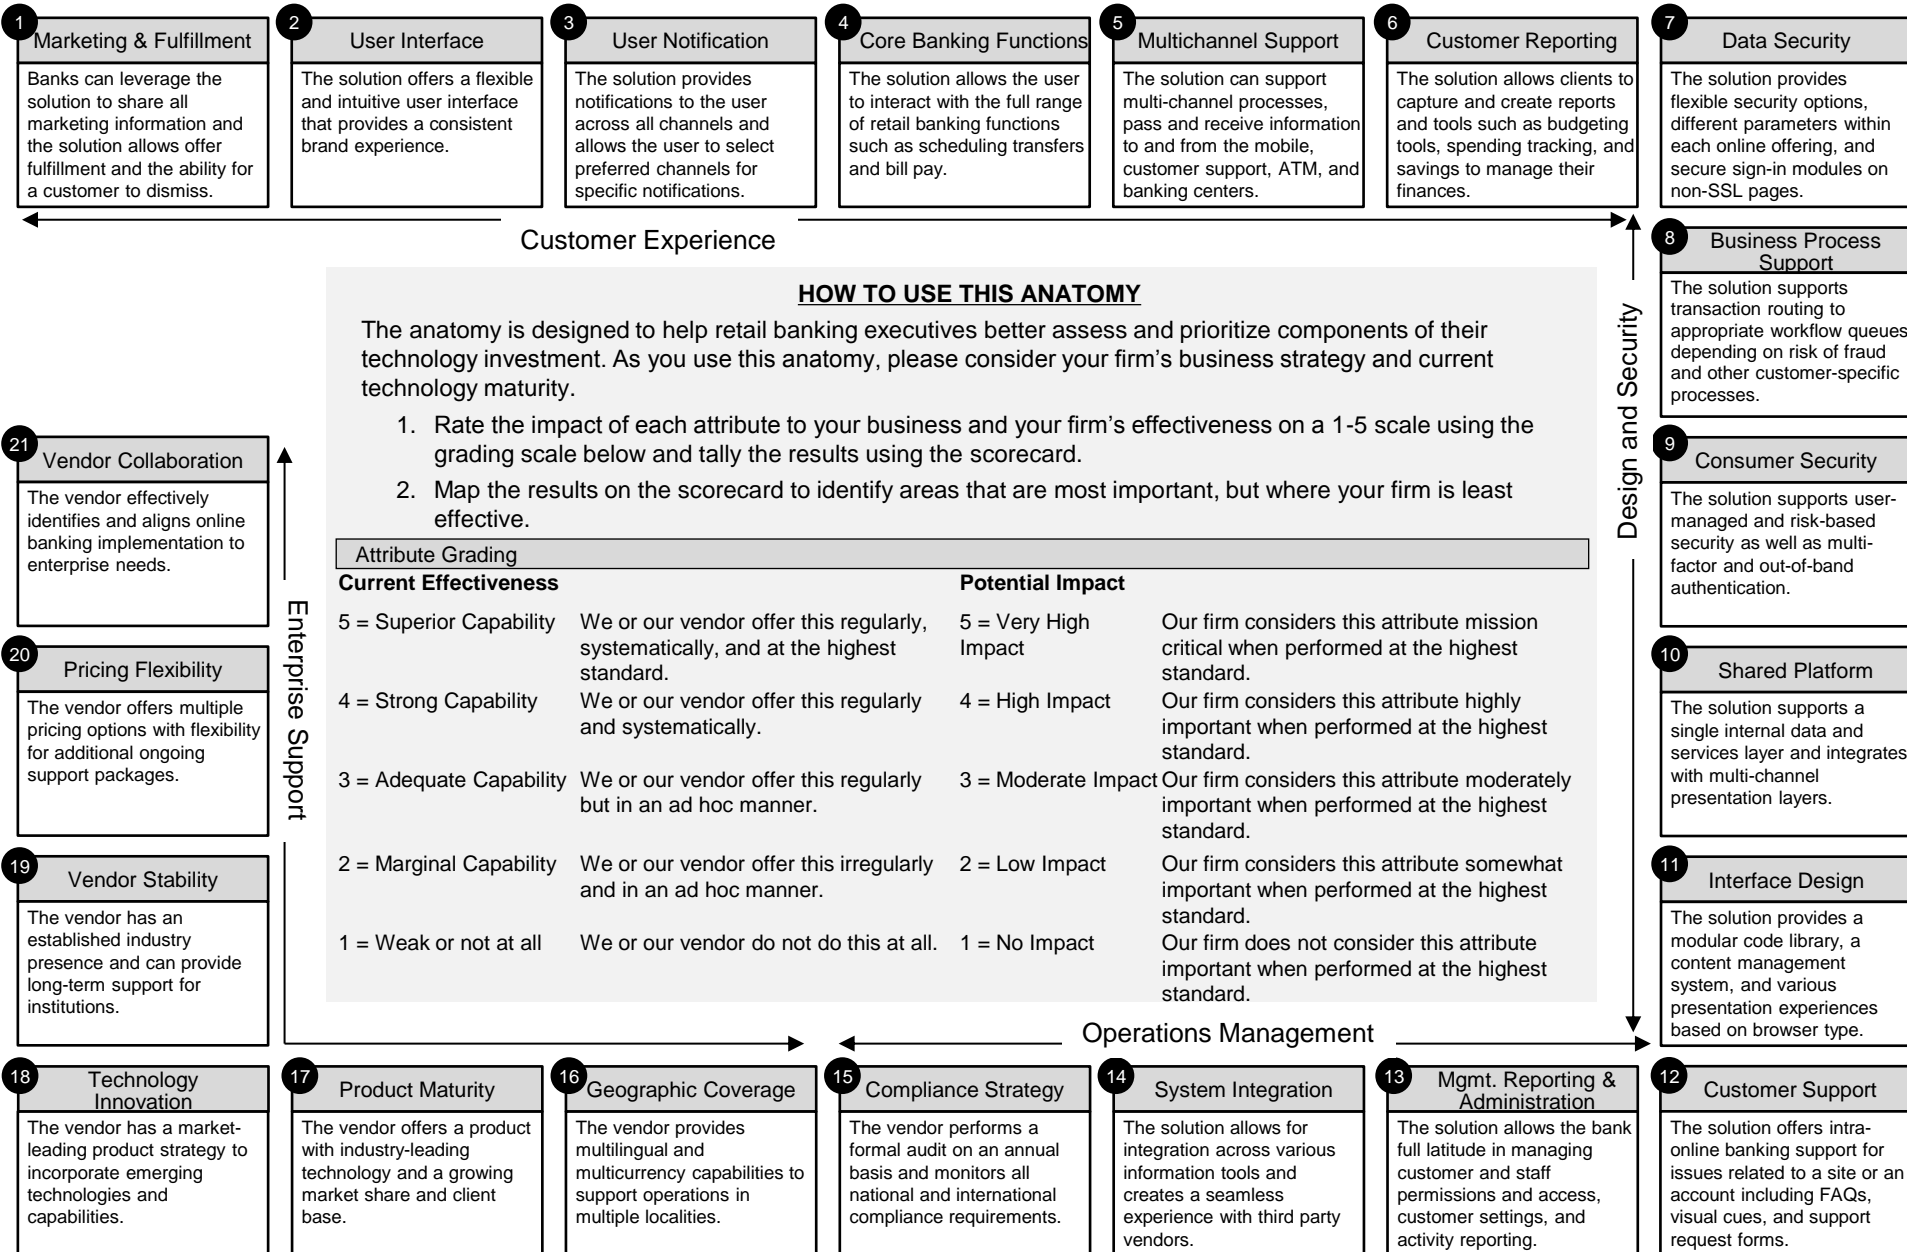 1
Marketing & Fulfillment
Banks can leverage the
solution to share all
marketing information and
the solution allows offer
fulfillment and the ability for
a customer to dismiss.
2
User Interface
The solution offers a flexible
and intuitive user interface
that provides a consistent
brand experience.
3
User Notification
The solution provides
notifications to the user
across all channels and
allows the user to select
preferred channels for
specific notifications.
4
Core Banking Functions
The solution allows the user
to interact with the full range
of retail banking functions
such as scheduling transfers
and bill pay.
5
Multichannel Support
The solution can support
multi-channel processes,
pass and receive information
to and from the mobile,
customer support, ATM, and
banking centers.
6
Customer Reporting
The solution allows clients to
capture and create reports
and tools such as budgeting
tools, spending tracking, and
savings to manage their
finances.
7
Data Security
The solution provides
flexible security options,
different parameters within
each online offering, and
secure sign-in modules on
non-SSL pages.
Customer Experience
8
Business Process
Support
The solution supports
transaction routing to
appropriate workflow queues
depending on risk of fraud
and other customer-specific
processes.
Design and Security
HOW TO USE THIS ANATOMY
The anatomy is designed to help retail banking executives better assess and prioritize components of their
technology investment. As you use this anatomy, please consider your firm’s business strategy and current
technology maturity.
1. Rate the impact of each attribute to your business and your firm’s effectiveness on a 1-5 scale using the
grading scale below and tally the results using the scorecard.
2. Map the results on the scorecard to identify areas that are most important, but where your firm is least
effective.
Attribute Grading
Current Effectiveness
5 = Superior Capability
We or our vendor offer this regularly,
systematically, and at the highest
standard.
4 = Strong Capability
We or our vendor offer this regularly
and systematically.
3 = Adequate Capability
We or our vendor offer this regularly
but in an ad hoc manner.
2 = Marginal Capability
We or our vendor offer this irregularly
and in an ad hoc manner.
1 = Weak or not at all
We or our vendor do not do this at all.
Potential Impact
5 = Very High
Impact
Our firm considers this attribute mission
critical when performed at the highest
standard.
4 = High Impact
Our firm considers this attribute highly
important when performed at the highest
standard.
3 = Moderate Impact
Our firm considers this attribute moderately
important when performed at the highest
standard.
2 = Low Impact
Our firm considers this attribute somewhat
important when performed at the highest
standard.
1 = No Impact
Our firm does not consider this attribute
important when performed at the highest
standard.
9
Consumer Security
The solution supports user-
managed and risk-based
security as well as multi-
factor and out-of-band
authentication.
10
Shared Platform
The solution supports a
single internal data and
services layer and integrates
with multi-channel
presentation layers.
11
Interface Design
The solution provides a
modular code library, a
content management
system, and various
presentation experiences
based on browser type.
21
Vendor Collaboration
The vendor effectively
identifies and aligns online
banking implementation to
enterprise needs.
20
Pricing Flexibility
The vendor offers multiple
pricing options with flexibility
for additional ongoing
support packages.
19
Vendor Stability
The vendor has an
established industry
presence and can provide
long-term support for
institutions.
Enterprise Support
Operations Management
18
Technology
Innovation
The vendor has a market-
leading product strategy to
incorporate emerging
technologies and
capabilities.
17
Product Maturity
The vendor offers a product
with industry-leading
technology and a growing
market share and client
base.
16
Geographic Coverage
The vendor provides
multilingual and
multicurrency capabilities to
support operations in
multiple localities.
15
Compliance Strategy
The vendor performs a
formal audit on an annual
basis and monitors all
national and international
compliance requirements.
14
System Integration
The solution allows for
integration across various
information tools and
creates a seamless
experience with third party
vendors.
13
Mgmt. Reporting &
Administration
The solution allows the bank
full latitude in managing
customer and staff
permissions and access,
customer settings, and
activity reporting.
12
Customer Support
The solution offers intra-
online banking support for
issues related to a site or an
account including FAQs,
visual cues, and support
request forms.